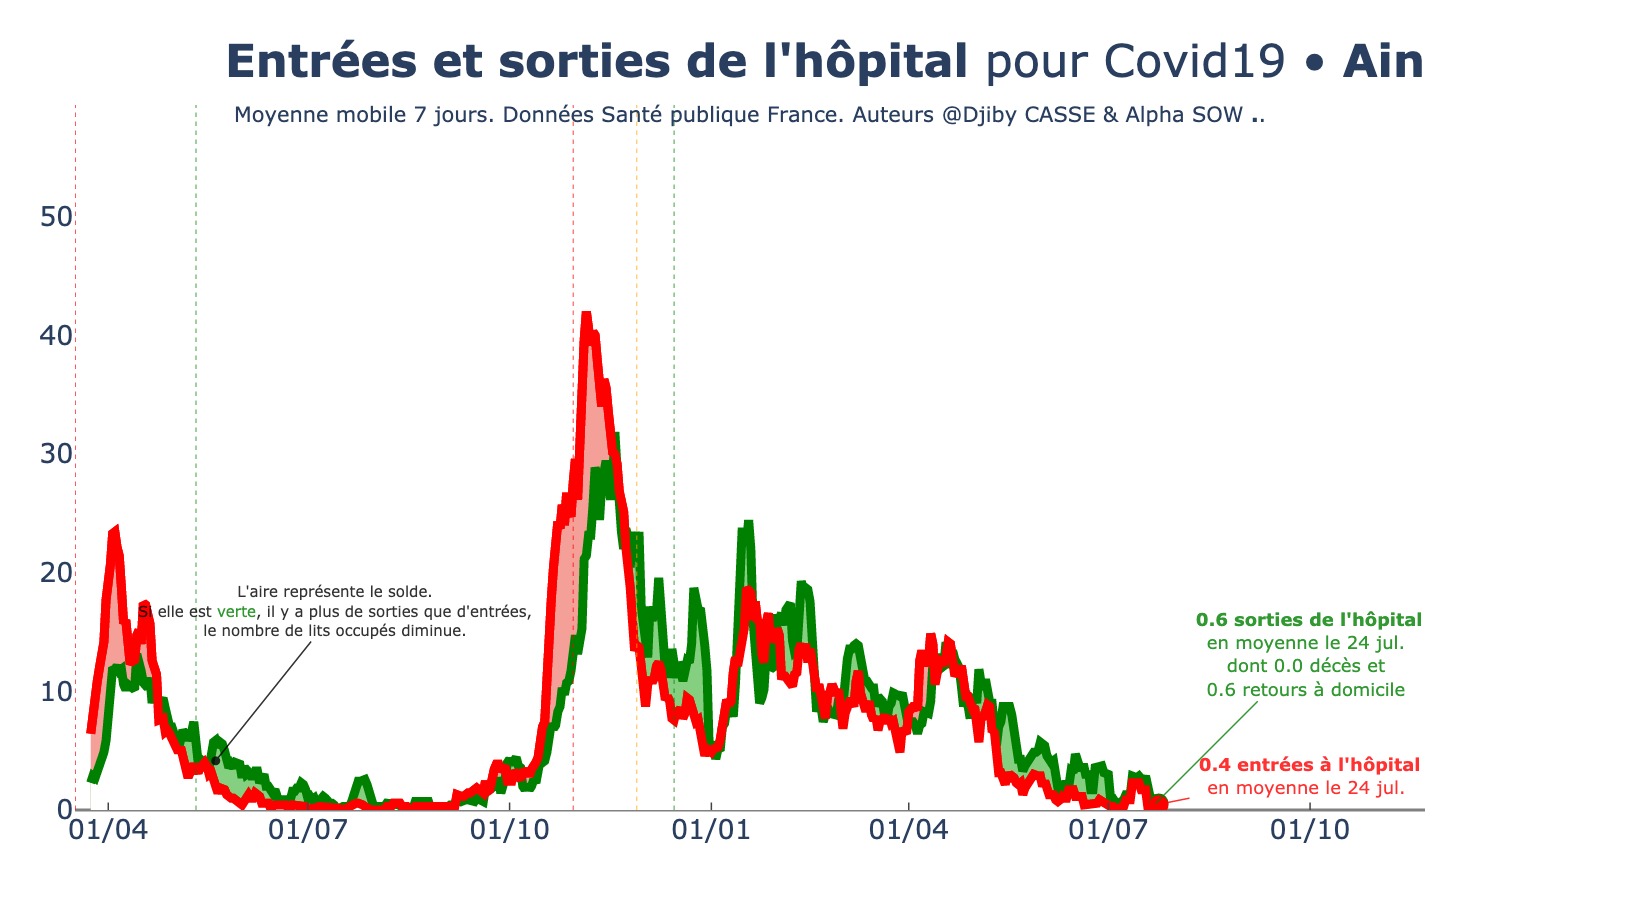 Entrées et sorties de l'hôpital pour Covid19 • Ain
Moyenne mobile 7 jours. Données Santé publique France. Auteurs @Djiby CASSE & Alpha SOW ..
50
40
30
20
10
0
L'aire représente le solde.
Si elle est verte, il y a plus de sorties que d'entrées,
le nombre de lits occupés diminue.
0.6 sorties de l'hôpital
en moyenne le 24 jul.
dont 0.0 décès et
0.6 retours à domicile
0.4 entrées à l'hôpital
en moyenne le 24 jul.
01/04 01/07 01/10 01/01 01/04 01/07 01/10